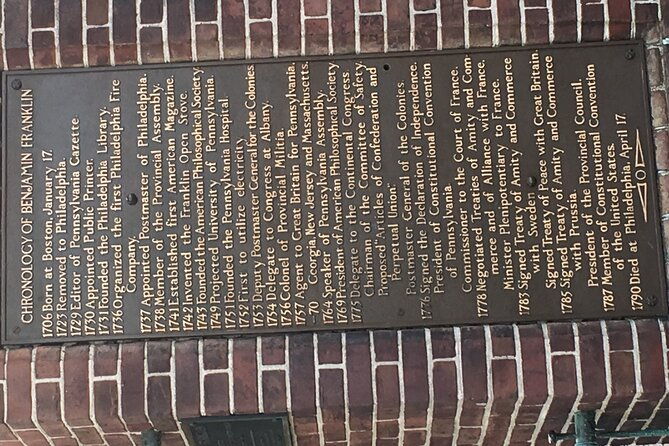 CHRONOLOGY OF BENJAMIN FRANKLIN
1706 Born at Boston, January 17.
1723 Removed to Philadelphia.
1729 Editor of Pennsylvania Gazette
1730 Appointed Public Printer.
1731 Founded the Philadelphia Library.
1736 Organized the first Philadelphia Fire
Company.
1737 Appointed Postmaster of Philadelphia.
1738 Member of the Provincial Assembly.
1741 Established first American Magazine.
1742 Invented the Franklin Open Stove.
1743 Founded the American Philosophical Society.
1749 Projected University of Pennsylvania.
1751 Founded the Pennsylvania Hospital
1752 First to utilize electricity.
1753 Deputy Postmaster General for the Colonies
1754 Delegate to Congress at Albany.
1756 Colonel of Provincial Militia.
1757 Agent to Great Britain for Pennsylvania,
-70 Georgia, New Jersey and Massachusetts.
1764 Speaker of Pennsylvania Assembly.
1769 President of American Philosophical Society
1775 Delegate to the Continental Congress
Chairman of the Committee of Safety.
Proposed "Articles of Confederation and
Perpetual Union."
Postmaster General of the Colonies
1776 Signed the Declaration of Independence.
President of Constitutional Convention
of Pennsylvania
Commissioner to the Court of France.
1778 Negotiated Treaties of Amity and Com-
merce and of Alliance with France.
Minister Plenipotentiary to France.
1783 Signed Treaty of Amity and Commerce
with Sweden
Signed Treaty of Peace with Great Britain.
1785 Signed Treaty of Amity and Commerce
with Prussia.
President of the Provincial Council.
1787 Member of Constitutional Convention
of the United States.
1790 Died at Philadelphia, April 17.